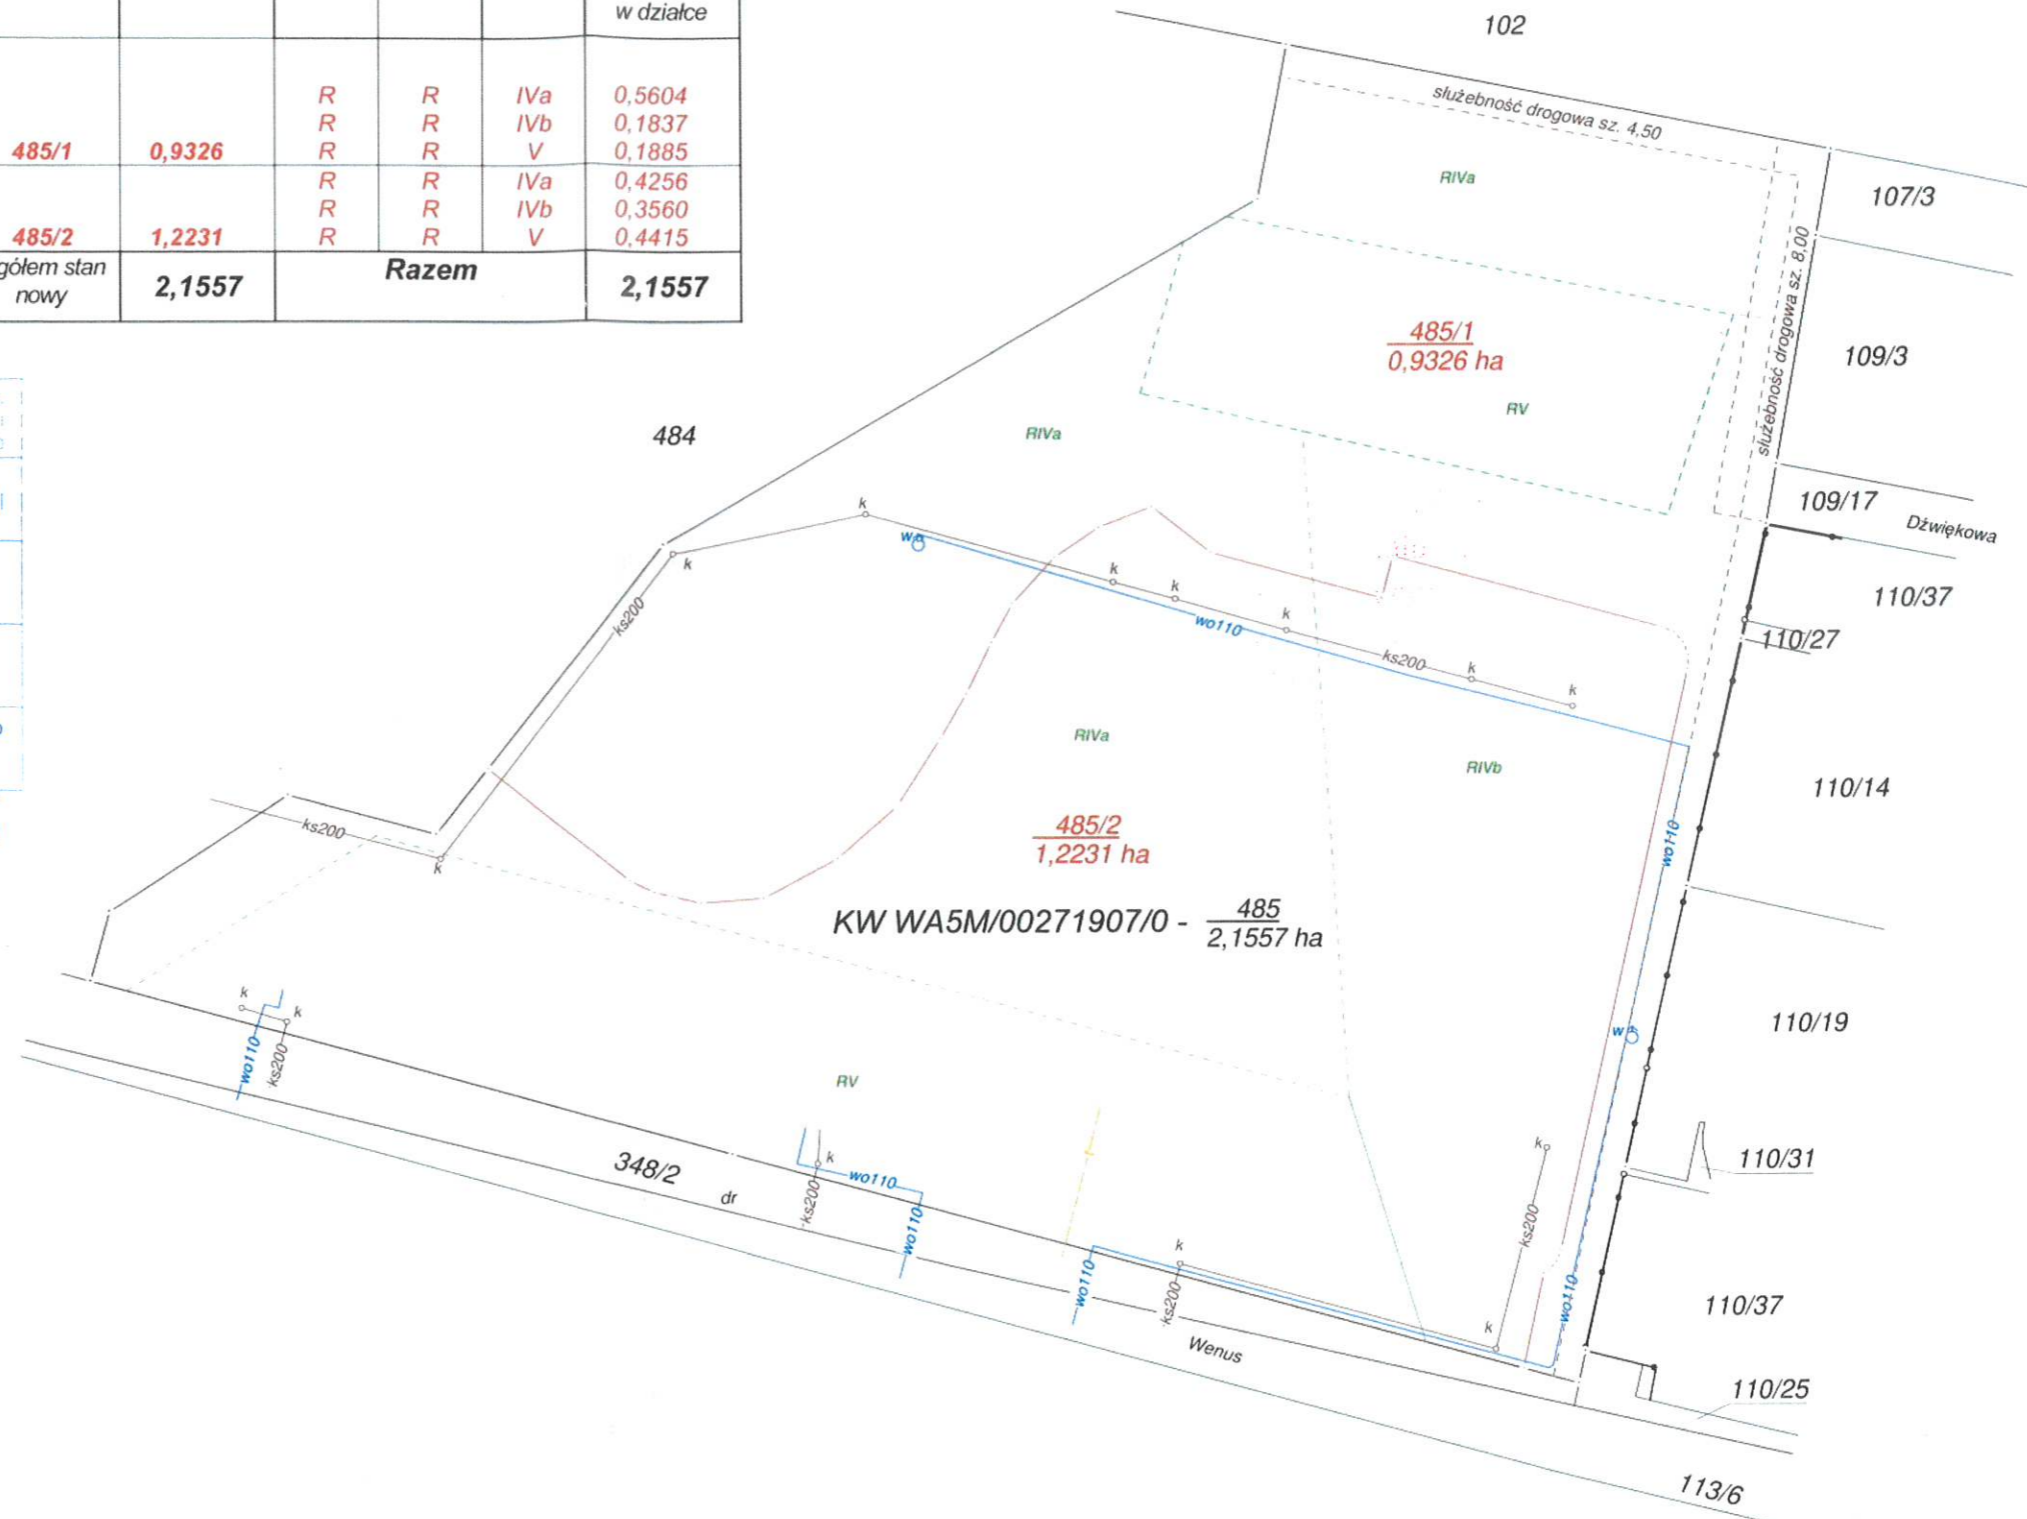 w działce
R R IVa 0,5604
R R IVb 0,1837
485/1 0,9326 R R V 0,1885
R R IVa 0,4256
R R IVb 0,3560
485/2 1,2231 R R V 0,4415
gółem stan
nowy 2,1557 Razem 2,1557
102
służebność drogowa sz. 4,50
RIVa
107/3
służebność drogowa sz. 8,00
485/1
0,9326 ha
109/3
RV
484
RIVa
109/17
Dźwiękowa
k
w
k
k
k
k
ks200
k
k
wo110
ks200
110/37
110/27
RIVa
RIVb
110/14
ks200
k
485/2
1,2231 ha
wo110
KW WA5M/00271907/0 - 485
2,1557 ha
k
k
wo110
ks200
w
110/19
RV
k
110/31
348/2
dr
k
wo110
ks200
wo110
k
wo110
ks200
ks200
k
wo110
110/37
Wenus
110/25
113/6